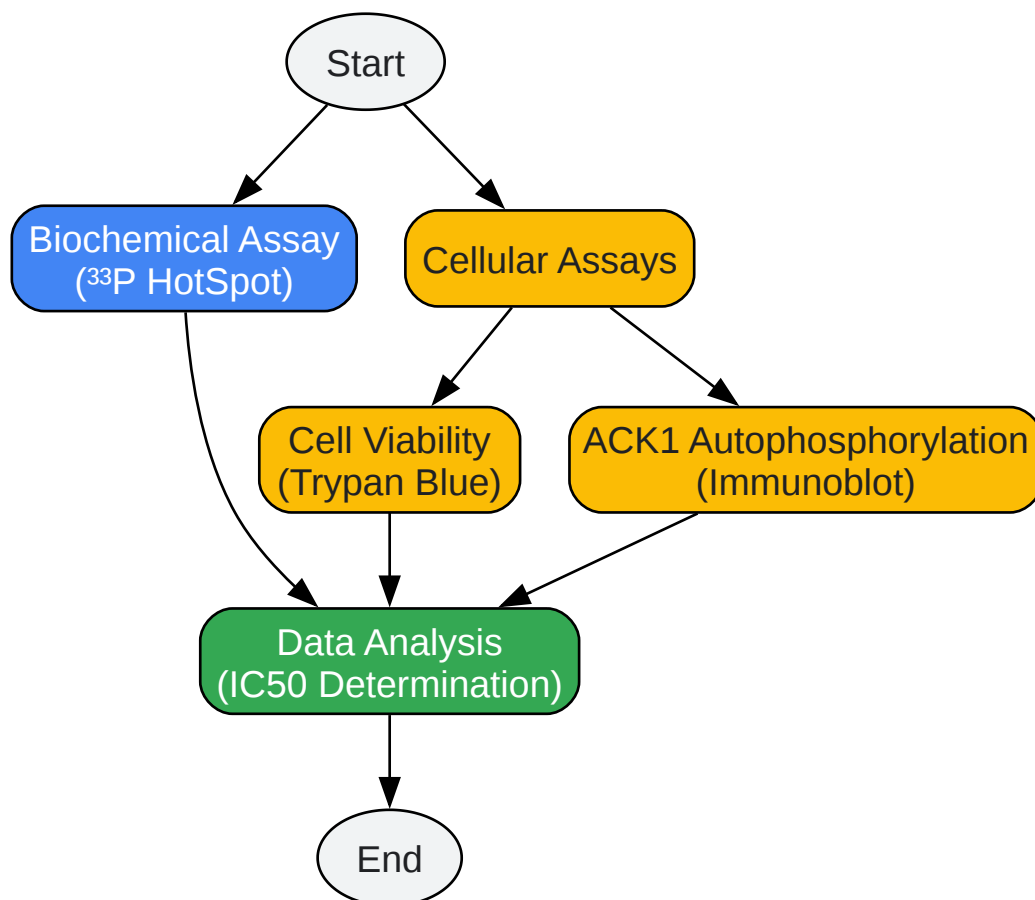 Start
Biochemical Assay
(³³P HotSpot)
Cellular Assays
Cell Viability
(Trypan Blue)
ACK1 Autophosphorylation
(Immunoblot)
Data Analysis
(IC50 Determination)
End